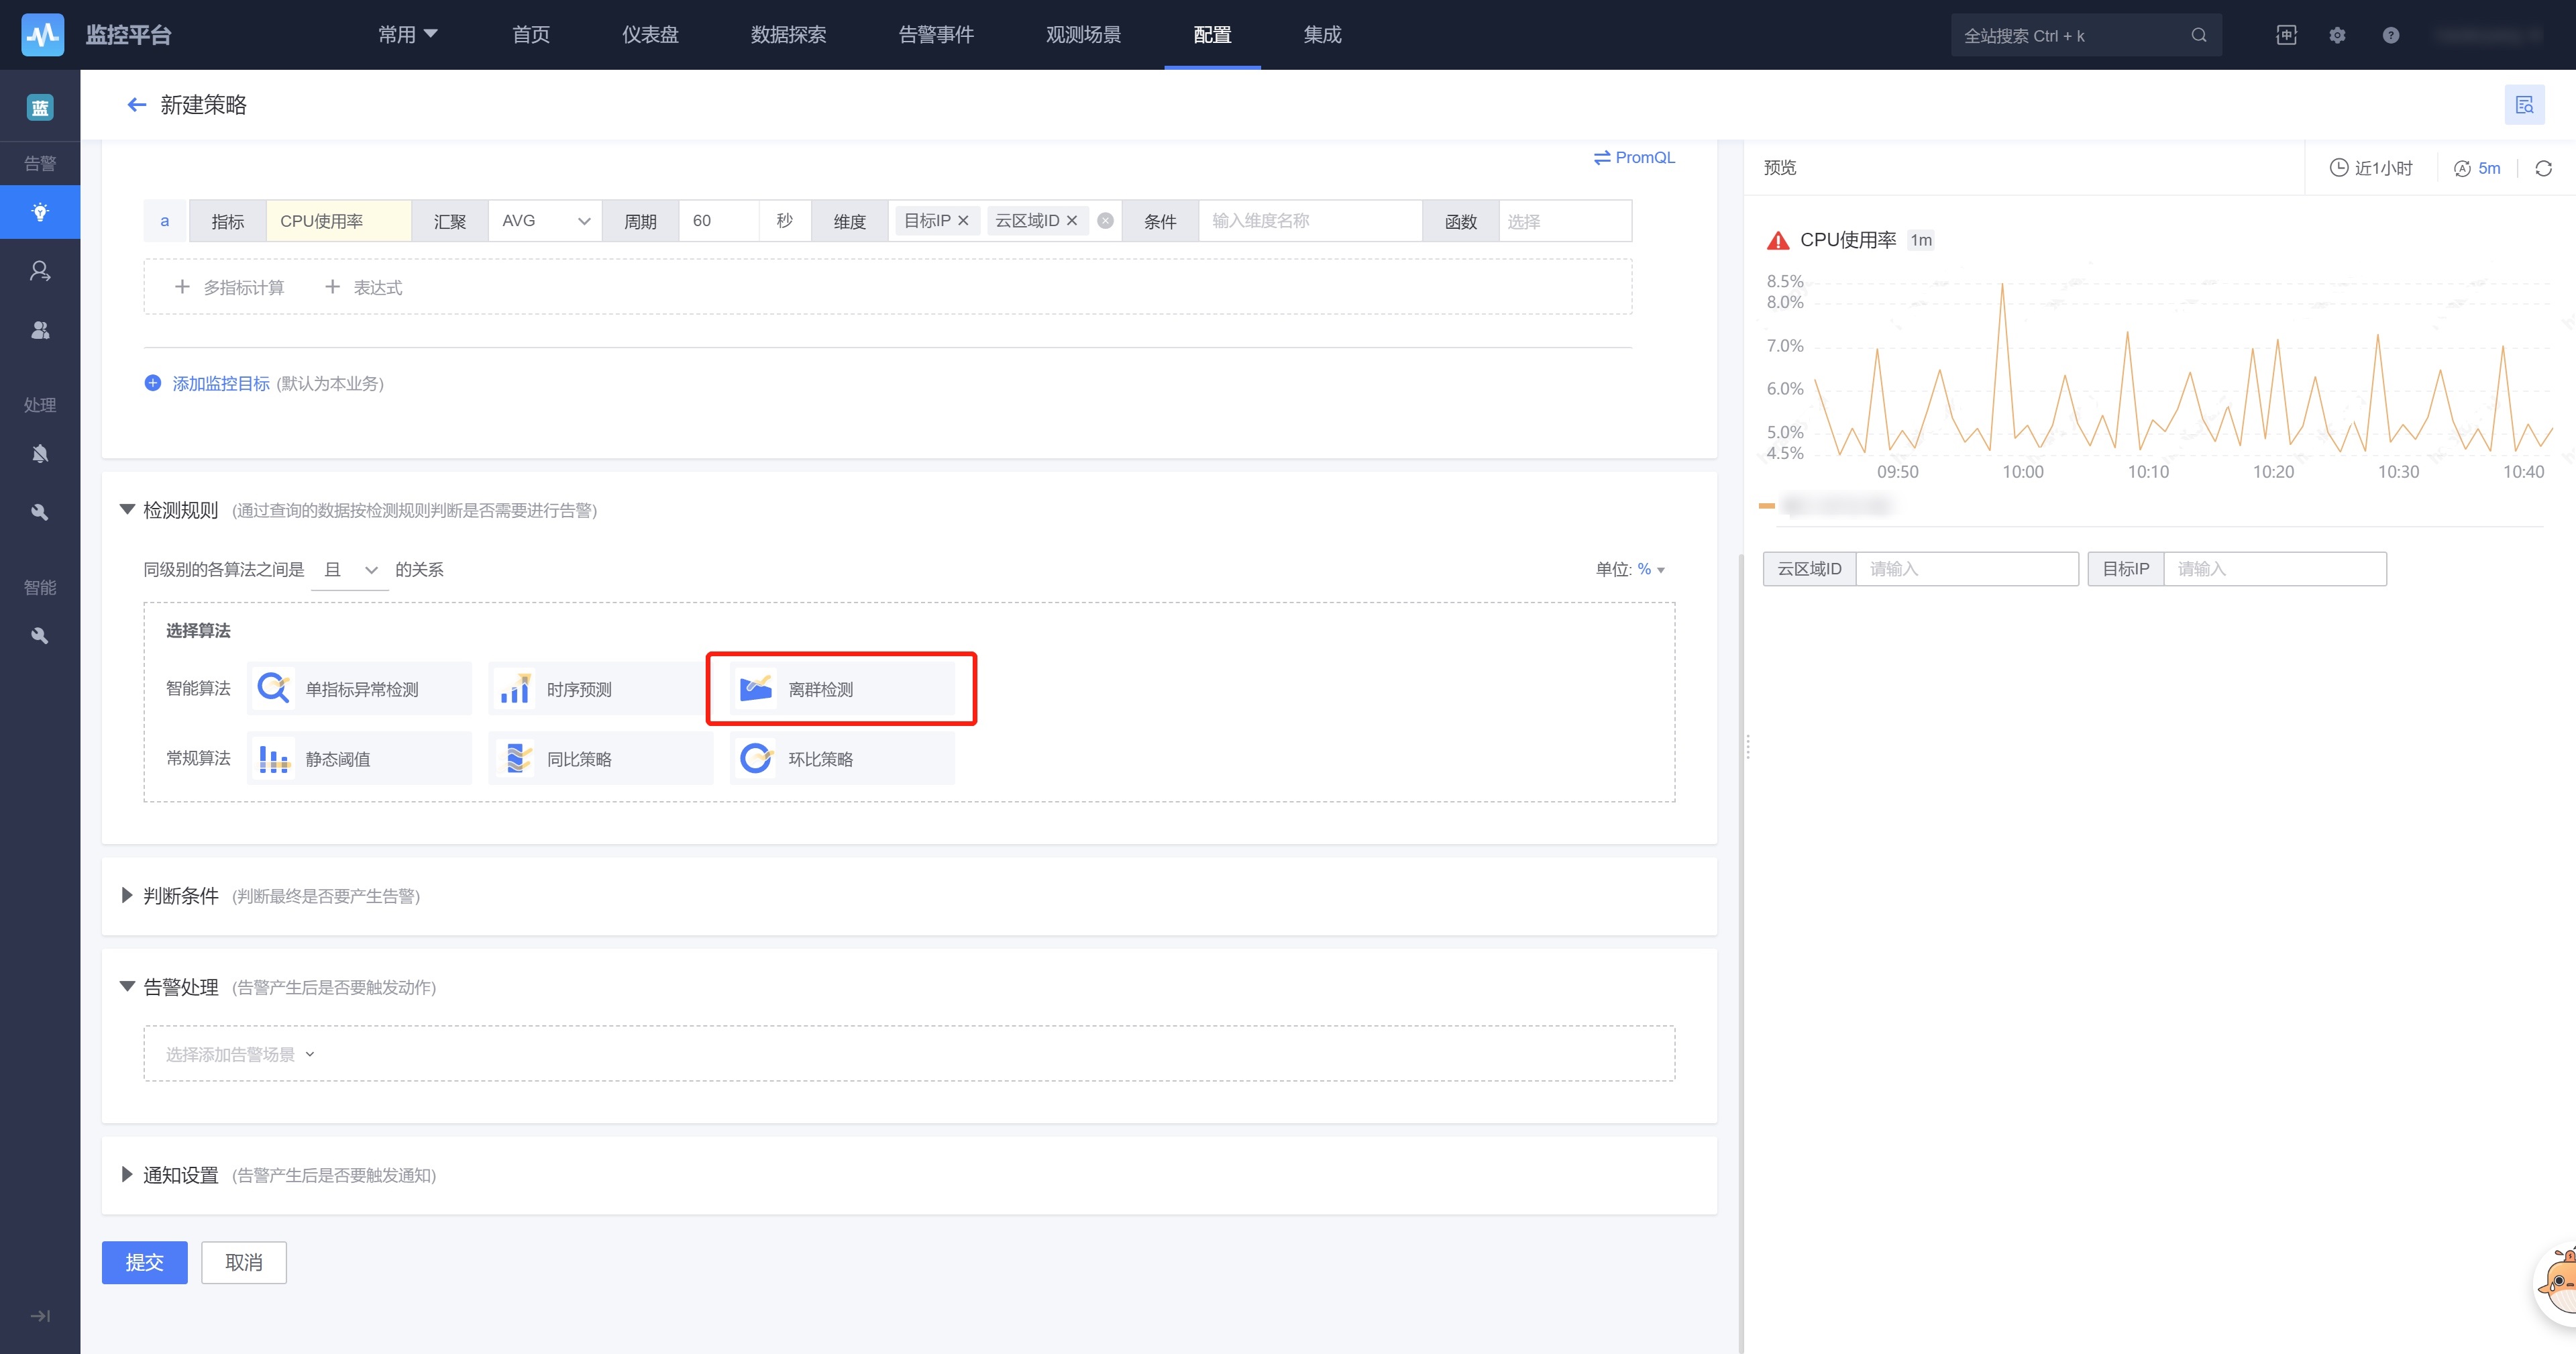 监控平台
常用 首页 仪表盘 数据探索 告警事件 观测场景 配置 集成
全站搜索 Ctrl + k
中
?
蓝
新建策略
告警
处理
智能
PromQL
a 指标 CPU使用率 汇聚 AVG 周期 60 秒 维度 目标IP 云区域ID 条件 输入维度名称 函数 选择
多指标计算 表达式
添加监控目标 (默认为本业务)
检测规则 (通过查询的数据按检测规则判断是否需要进行告警)
同级别的各算法之间是 且 的关系
单位: %
选择算法
智能算法 单指标异常检测 时序预测 离群检测
常规算法 静态阈值 同比策略 环比策略
判断条件 (判断最终是否要产生告警)
告警处理 (告警产生后是否要触发动作)
选择添加告警场景
通知设置 (告警产生后是否要触发通知)
提交 取消
预览
近1小时 5m
CPU使用率 1m
8.5%
8.0%
7.0%
6.0%
5.0%
4.5%
09:50 10:00 10:10 10:20 10:30 10:40
云区域ID 请输入 目标IP 请输入